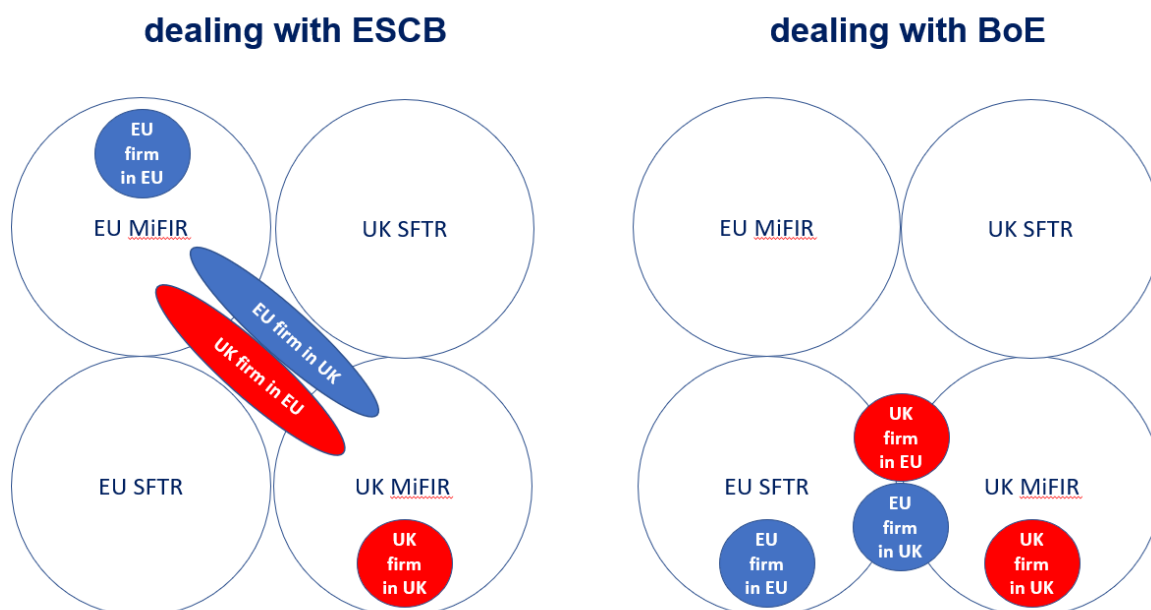 dealing with ESCB
EU
firm
in EU
EU MiFIR
UK SFTR
EU firm in UK
UK firm in EU
EU SFTR
UK MiFIR
UK
firm
in UK
dealing with BoE
EU MiFIR
UK SFTR
UK
firm
in EU
EU SFTR
UK MiFIR
EU
firm
in UK
EU
firm
in EU
UK
firm
in UK